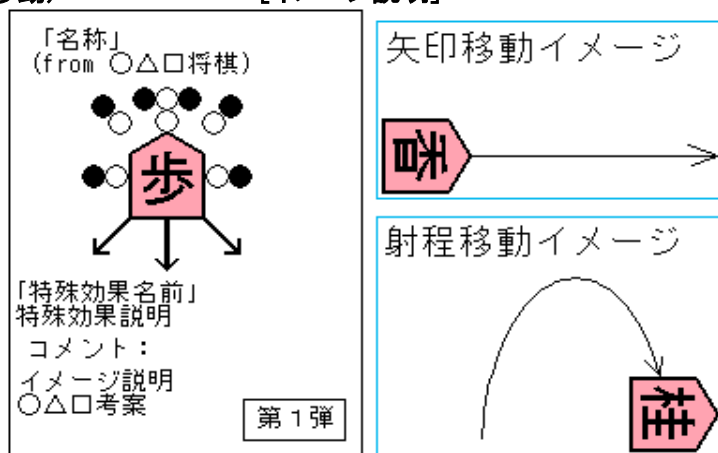 「名称」
(from ○△□将棋)
歩
「特殊効果名前」
特殊効果説明
コメント：
イメージ説明
○△□考案
第１弾
矢印移動イメージ
香
射程移動イメージ
桂